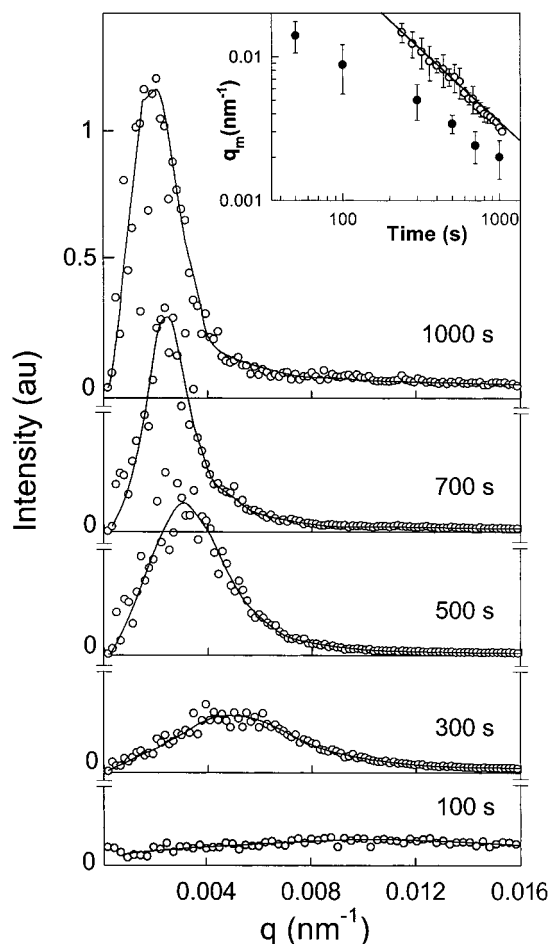 0.01
0.001
q_m(nm⁻¹)
100
1000
Time (s)
1
0.5
0
1000 s
0
700 s
0
500 s
0
300 s
0
100 s
Intensity (au)
0.004
0.008
0.012
0.016
q (nm⁻¹)